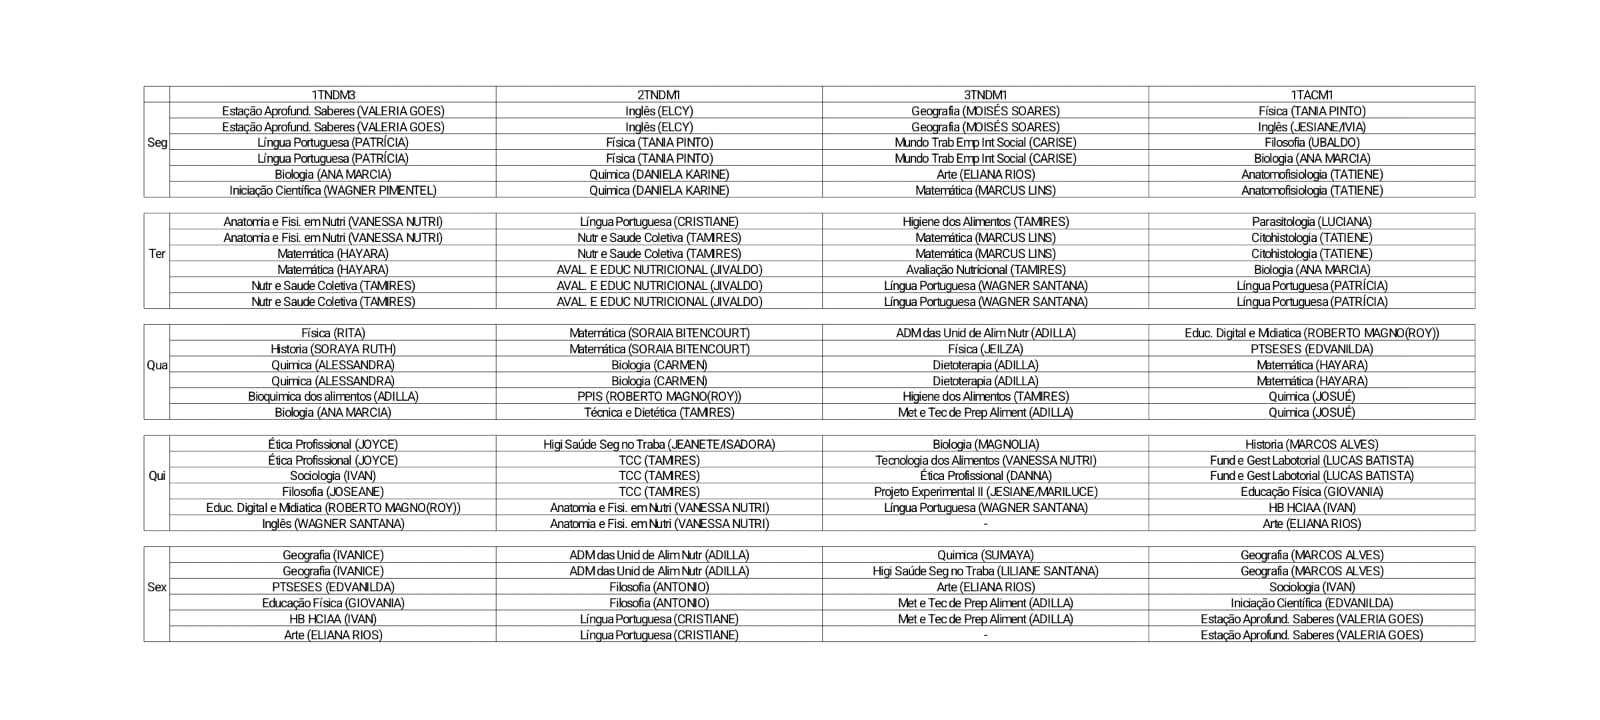 1TNDM3 2TNDM1 3TNDM1 1TACM1
Estação Aprofund. Saberes (VALERIA GOES) Inglês (ELCY) Geografia (MOISÉS SOARES) Física (TANIA PINTO)
Estação Aprofund. Saberes (VALERIA GOES) Inglês (ELCY) Geografia (MOISÉS SOARES) Inglês (JESIANE/IVIA)
Seg Língua Portuguesa (PATRÍCIA) Física (TANIA PINTO) Mundo Trab Emp Int Social (CARISE) Filosofia (UBALDO)
Língua Portuguesa (PATRÍCIA) Física (TANIA PINTO) Mundo Trab Emp Int Social (CARISE) Biologia (ANA MARCIA)
Biologia (ANA MARCIA) Quimica (DANIELA KARINE) Arte (ELIANA RIOS) Anatomofisiologia (TATIENE)
Iniciação Científica (WAGNER PIMENTEL) Quimica (DANIELA KARINE) Matemática (MARCUS LINS) Anatomofisiologia (TATIENE)
Anatomia e Fisi. em Nutri (VANESSA NUTRI) Língua Portuguesa (CRISTIANE) Higiene dos Alimentos (TAMIRES) Parasitologia (LUCIANA)
Anatomia e Fisi. em Nutri (VANESSA NUTRI) Nutr e Saude Coletiva (TAMIRES) Matemática (MARCUS LINS) Citohistologia (TATIENE)
Ter Matemática (HAYARA) Nutr e Saude Coletiva (TAMIRES) Matemática (MARCUS LINS) Citohistologia (TATIENE)
Matemática (HAYARA) AVAL. E EDUC NUTRICIONAL (JIVALDO) Avaliação Nutricional (TAMIRES) Biologia (ANA MARCIA)
Nutr e Saude Coletiva (TAMIRES) AVAL. E EDUC NUTRICIONAL (JIVALDO) Língua Portuguesa (WAGNER SANTANA) Língua Portuguesa (PATRÍCIA)
Nutr e Saude Coletiva (TAMIRES) AVAL. E EDUC NUTRICIONAL (JIVALDO) Língua Portuguesa (WAGNER SANTANA) Língua Portuguesa (PATRÍCIA)
Física (RITA) Matemática (SORAIA BITENCOURT) ADM das Unid de Alim Nutr (ADILLA) Educ. Digital e Midiatica (ROBERTO MAGNO(ROY))
Historia (SORAYA RUTH) Matemática (SORAIA BITENCOURT) Física (JEILZA) PTSESES (EDVANILDA)
Qua Quimica (ALESSANDRA) Biologia (CARMEN) Dietoterapia (ADILLA) Matemática (HAYARA)
Quimica (ALESSANDRA) Biologia (CARMEN) Dietoterapia (ADILLA) Matemática (HAYARA)
Bioquimica dos alimentos (ADILLA) PPIS (ROBERTO MAGNO(ROY)) Higiene dos Alimentos (TAMIRES) Quimica (JOSUÉ)
Biologia (ANA MARCIA) Técnica e Dietética (TAMIRES) Met e Tec de Prep Aliment (ADILLA) Quimica (JOSUÉ)
Ética Profissional (JOYCE) Higi Saúde Seg no Traba (JEANETE/ISADORA) Biologia (MAGNOLIA) Historia (MARCOS ALVES)
Ética Profissional (JOYCE) TCC (TAMIRES) Tecnologia dos Alimentos (VANESSA NUTRI) Fund e Gest Labotorial (LUCAS BATISTA)
Qui Sociologia (IVAN) TCC (TAMIRES) Ética Profissional (DANNA) Fund e Gest Labotorial (LUCAS BATISTA)
Filosofia (JOSEANE) TCC (TAMIRES) Projeto Experimental II (JESIANE/MARILUCE) Educação Física (GIOVANIA)
Educ. Digital e Midiatica (ROBERTO MAGNO(ROY)) Anatomia e Fisi. em Nutri (VANESSA NUTRI) Língua Portuguesa (WAGNER SANTANA) HB HCIAA (IVAN)
Inglês (WAGNER SANTANA) Anatomia e Fisi. em Nutri (VANESSA NUTRI) - Arte (ELIANA RIOS)
Geografia (IVANICE) ADM das Unid de Alim Nutr (ADILLA) Quimica (SUMAYA) Geografia (MARCOS ALVES)
Geografia (IVANICE) ADM das Unid de Alim Nutr (ADILLA) Higi Saúde Seg no Traba (LILIANE SANTANA) Geografia (MARCOS ALVES)
Sex PTSESES (EDVANILDA) Filosofia (ANTONIO) Arte (ELIANA RIOS) Sociologia (IVAN)
Educação Física (GIOVANIA) Filosofia (ANTONIO) Met e Tec de Prep Aliment (ADILLA) Iniciação Científica (EDVANILDA)
HB HCIAA (IVAN) Língua Portuguesa (CRISTIANE) Met e Tec de Prep Aliment (ADILLA) Estação Aprofund. Saberes (VALERIA GOES)
Arte (ELIANA RIOS) Língua Portuguesa (CRISTIANE) - Estação Aprofund. Saberes (VALERIA GOES)